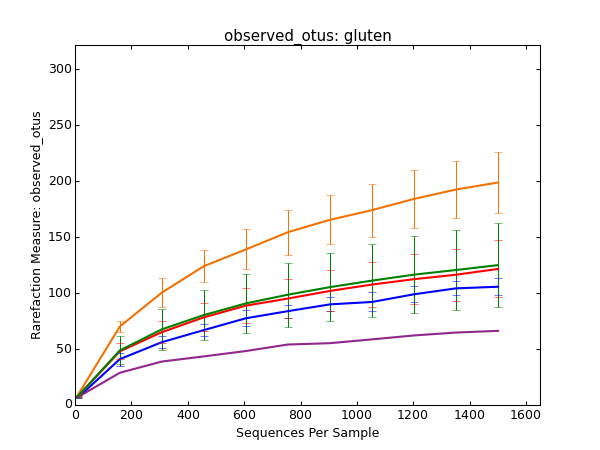 observed_otus: gluten
300
250
200
150
100
50
0
Rarefaction Measure: observed_otus
0 200 400 600 800 1000 1200 1400 1600
Sequences Per Sample